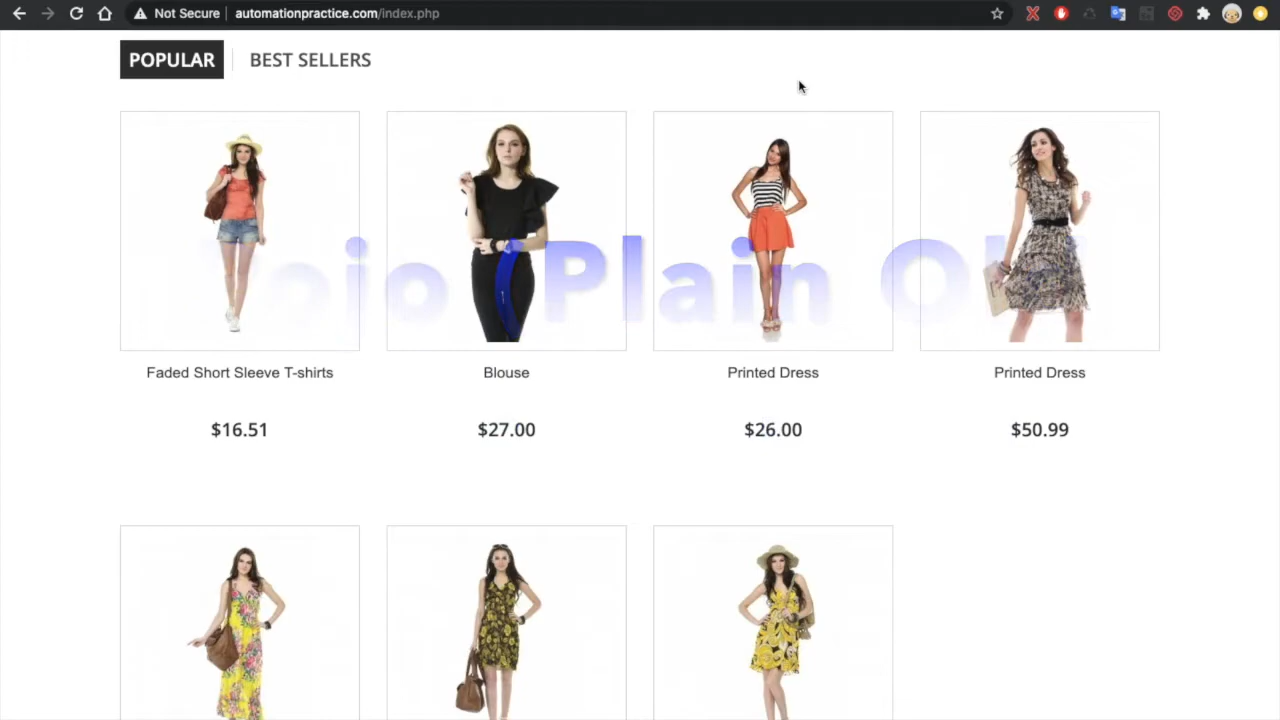 Not Secure automationpractice.com/index.php
POPULAR
BEST SELLERS
Plain
Faded Short Sleeve T-shirts
Blouse
Printed Dress
Printed Dress
$16.51
$27.00
$26.00
$50.99